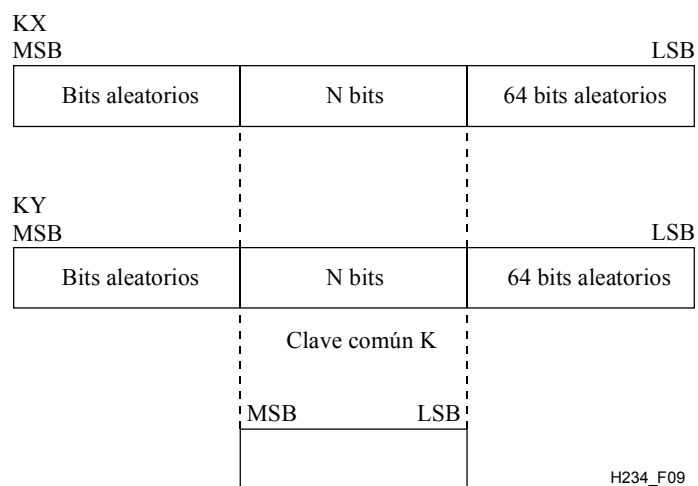 KX
MSB LSB
Bits aleatorios N bits 64 bits aleatorios
KY
MSB LSB
Bits aleatorios N bits 64 bits aleatorios
Clave común K
MSB LSB
H234_F09